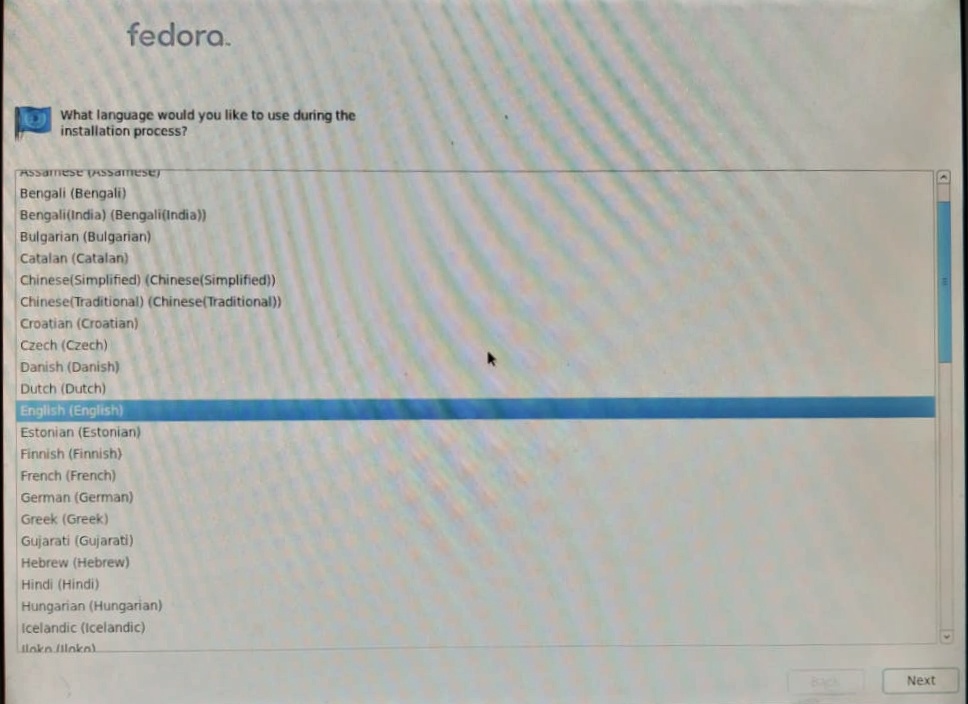 fedora
What language would you like to use during the
installation process?
Assamese (Assamese)
Bengali (Bengali)
Bengali(India) (Bengali(India))
Bulgarian (Bulgarian)
Catalan (Catalan)
Chinese(Simplified) (Chinese(Simplified))
Chinese(Traditional) (Chinese(Traditional))
Croatian (Croatian)
Czech (Czech)
Danish (Danish)
Dutch (Dutch)
English (English)
Estonian (Estonian)
Finnish (Finnish)
French (French)
German (German)
Greek (Greek)
Gujarati (Gujarati)
Hebrew (Hebrew)
Hindi (Hindi)
Hungarian (Hungarian)
Icelandic (Icelandic)
Iloko (Iloko)
Back Next